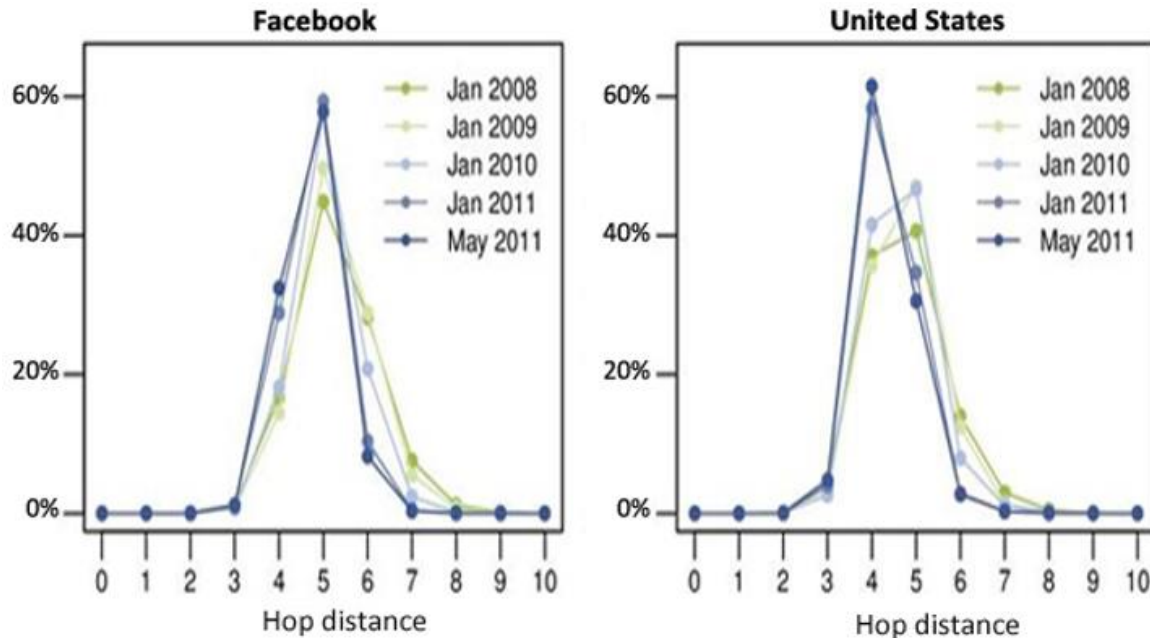 Facebook
60%
40%
20%
0%
Jan 2008
Jan 2009
Jan 2010
Jan 2011
May 2011
0 1 2 3 4 5 6 7 8 9 10
Hop distance
United States
60%
40%
20%
0%
Jan 2008
Jan 2009
Jan 2010
Jan 2011
May 2011
0 1 2 3 4 5 6 7 8 9 10
Hop distance